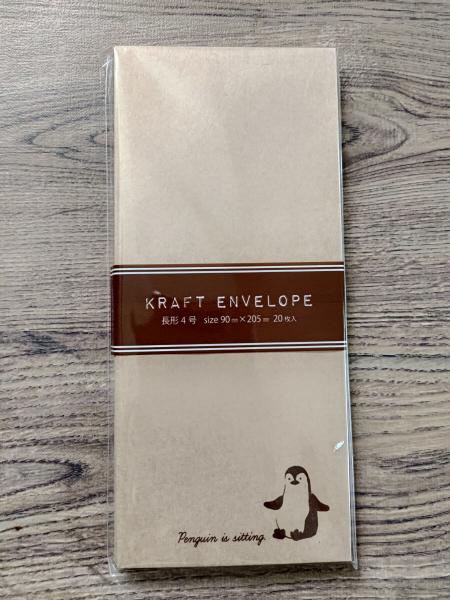 KRAFT ENVELOPE
長形4号 size 90㎜×205㎜ 20枚入
Penguin is sitting.